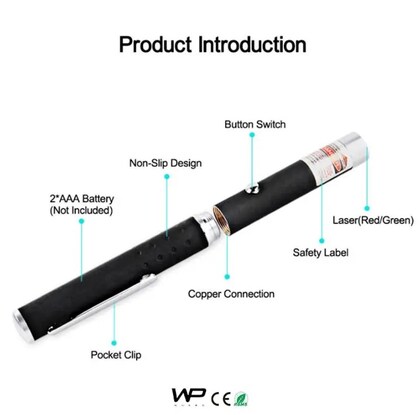 Product Introduction
Button Switch
Non-Slip Design
2*AAA Battery
(Not Included)
Laser(Red/Green)
Safety Label
Copper Connection
Pocket Clip
WP
CE